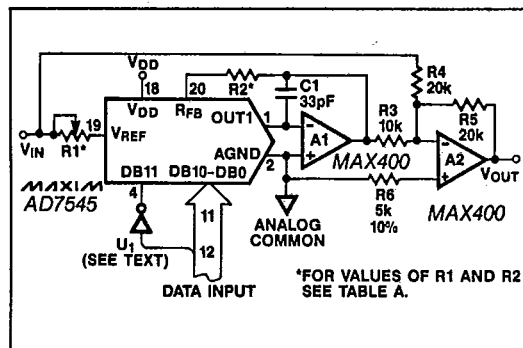 VDD
18
20
R2*
C1
33pF
R4
20k
VDD
RFB
OUT1
1
R3
10k
R5
20k
19
VREF
VIN
R1*
A1
MAX400
A2
VOUT
AGND
2
MAXIM
AD7545
DB11
DB10-DB0
4
11
R6
5k
10%
MAX400
U1
(SEE TEXT)
12
ANALOG
COMMON
DATA INPUT
*FOR VALUES OF R1 AND R2
SEE TABLE A.